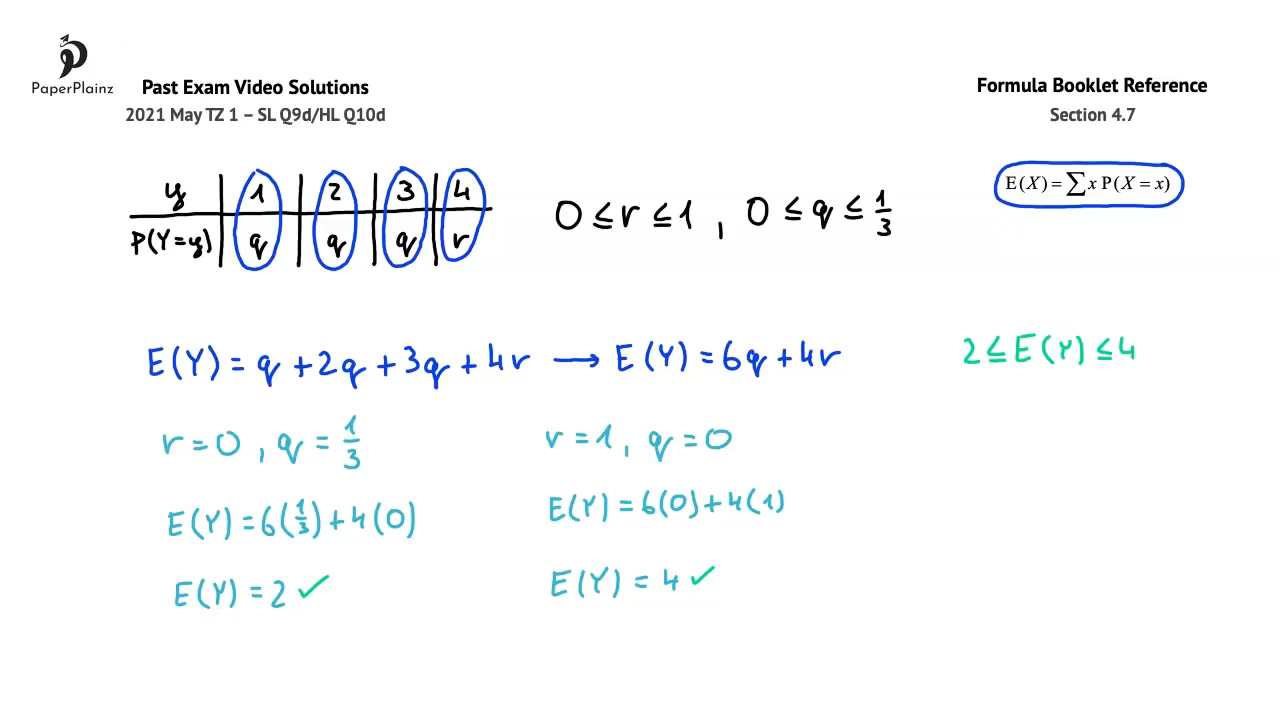 PaperPlainz
Past Exam Video Solutions
2021 May TZ 1 – SL Q9d/HL Q10d
Formula Booklet Reference
Section 4.7
E(X) = ∑ x P(X = x)
y | 1 | 2 | 3 | 4
P(Y=y) | q | q | q | r
0 ≤ r ≤ 1 , 0 ≤ q ≤ 1/3
E(Y) = q + 2q + 3q + 4r → E(Y) = 6q + 4r
2 ≤ E(Y) ≤ 4
r = 0 , q = 1/3
r = 1 , q = 0
E(Y) = 6(1/3) + 4(0)
E(Y) = 6(0) + 4(1)
E(Y) = 2 ✓
E(Y) = 4 ✓